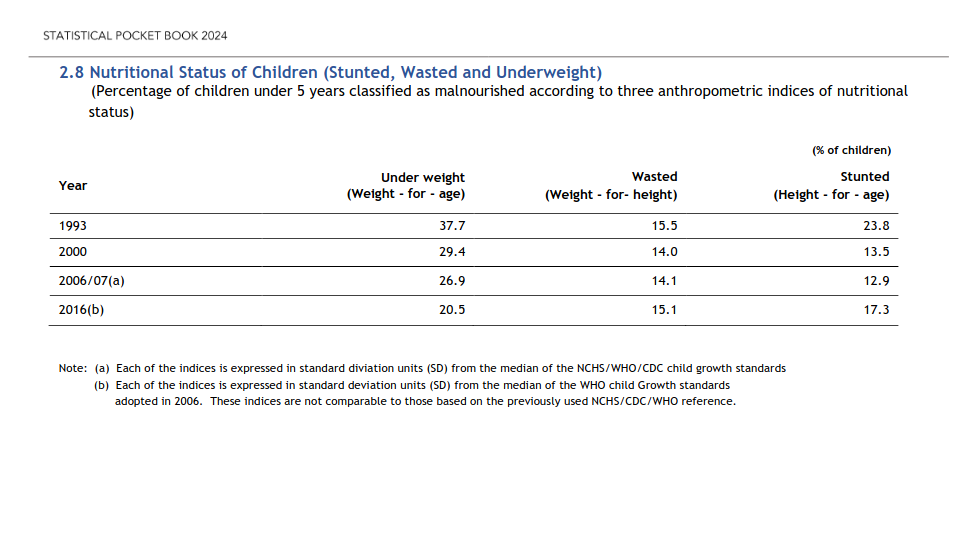 STATISTICAL POCKET BOOK 2024
2.8 Nutritional Status of Children (Stunted, Wasted and Underweight)
(Percentage of children under 5 years classified as malnourished according to three anthropometric indices of nutritional
status)
(% of children)
Year Under weight (Weight - for - age) Wasted (Weight - for- height) Stunted (Height - for - age)
1993 37.7 15.5 23.8
2000 29.4 14.0 13.5
2006/07(a) 26.9 14.1 12.9
2016(b) 20.5 15.1 17.3
Note: (a) Each of the indices is expressed in standard diviation units (SD) from the median of the NCHS/WHO/CDC child growth standards
(b) Each of the indices is expressed in standard deviation units (SD) from the median of the WHO child Growth standards
adopted in 2006. These indices are not comparable to those based on the previously used NCHS/CDC/WHO reference.